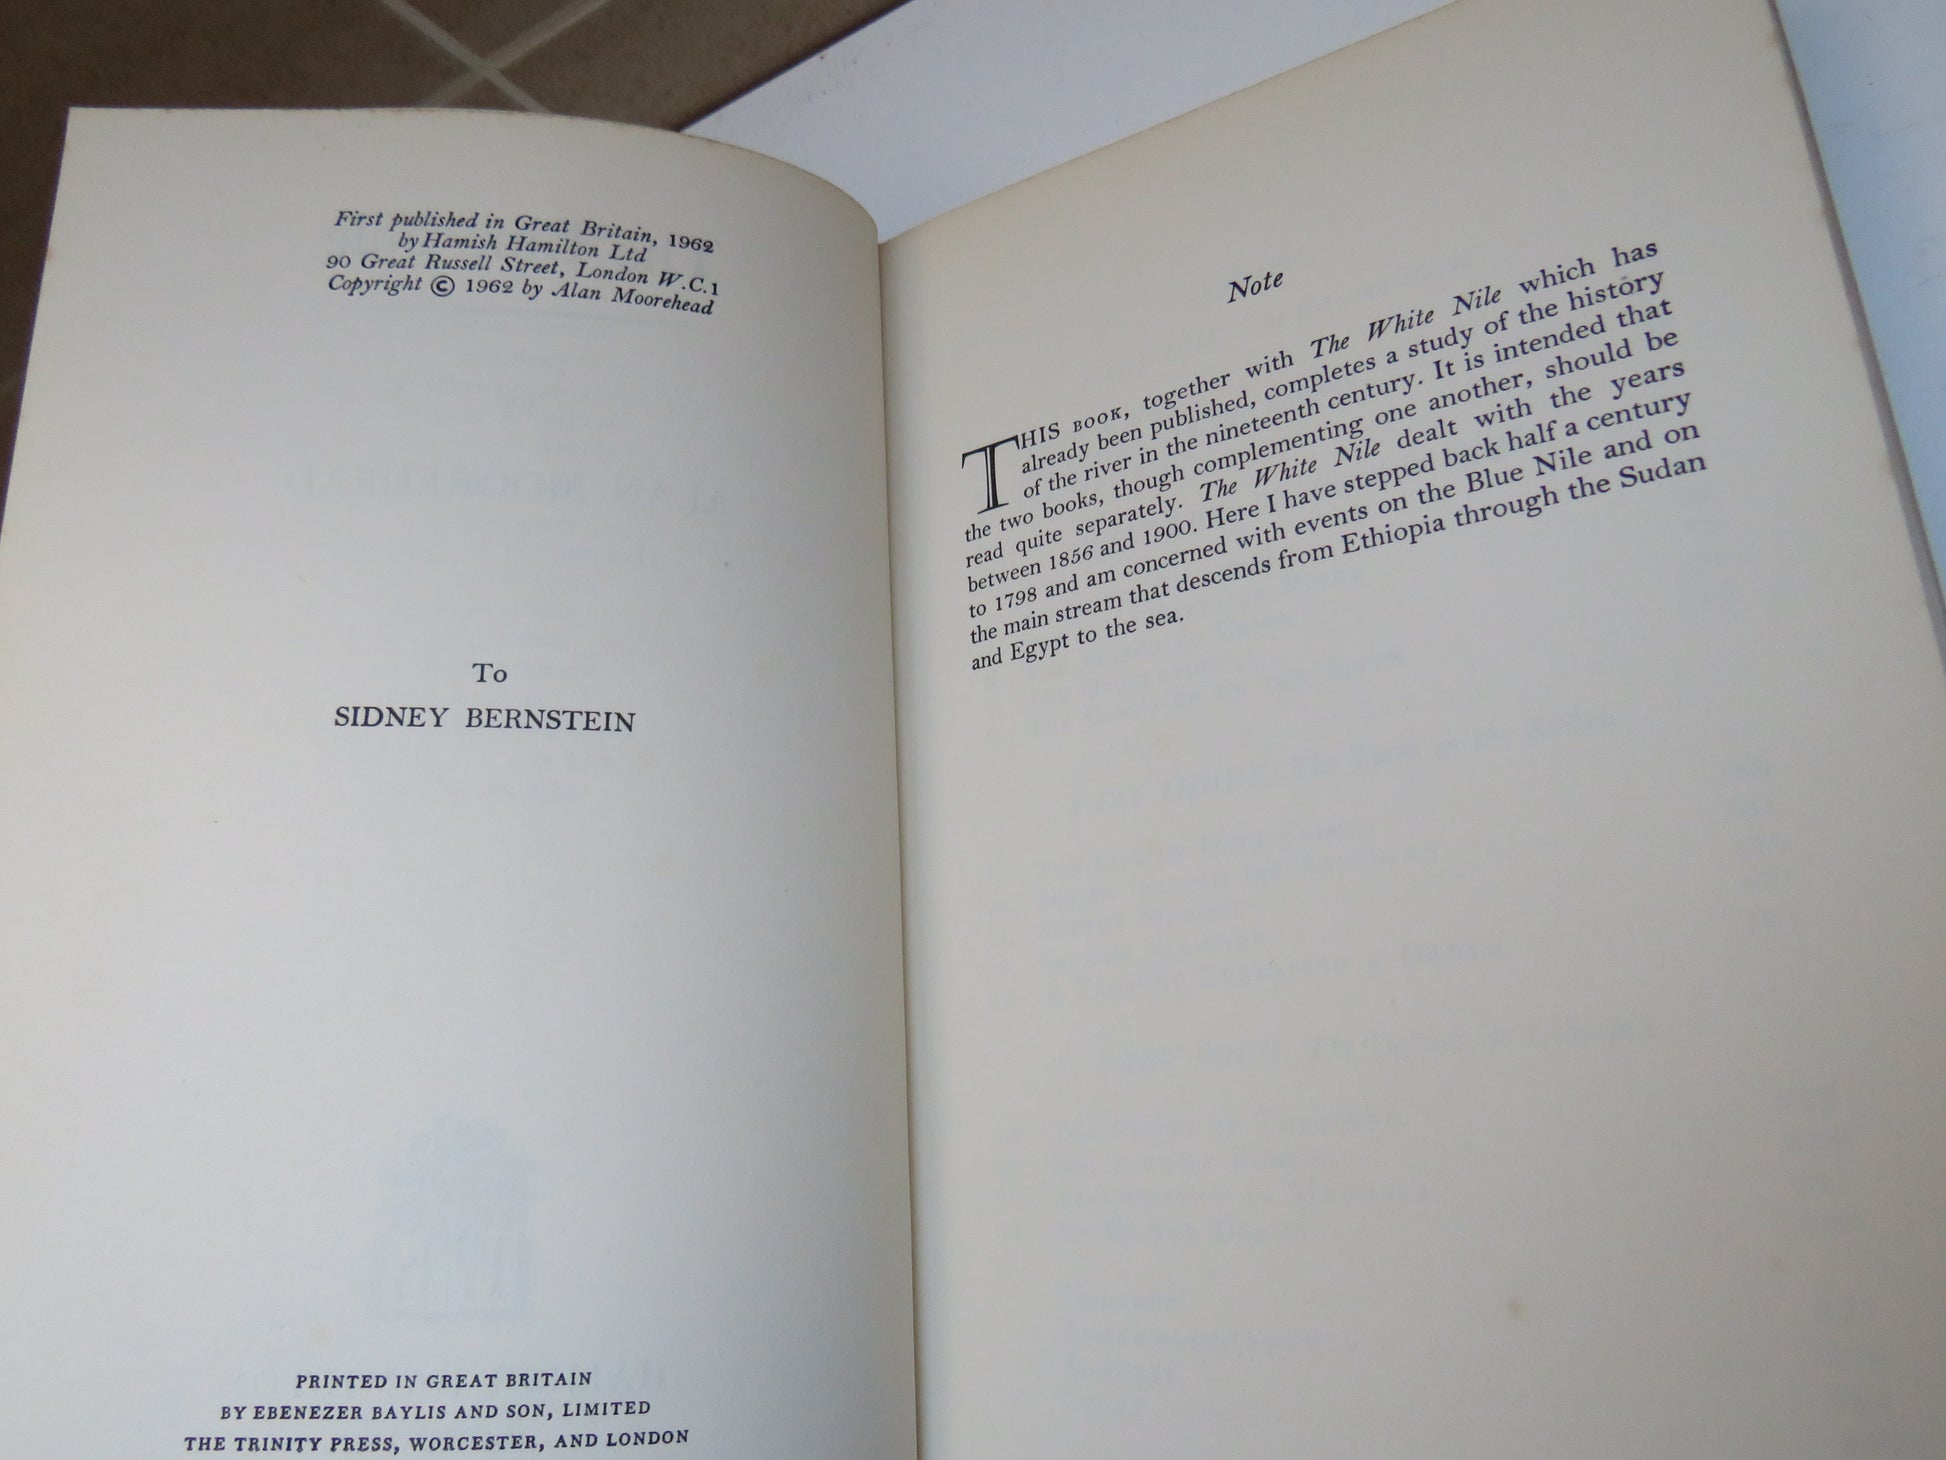 First published in Great Britain, 1962
by Hamish Hamilton Ltd
90 Great Russell Street, London W.C.1
Copyright © 1962 by Alan Moorehead
To
SIDNEY BERNSTEIN
PRINTED IN GREAT BRITAIN
BY EBENEZER BAYLIS AND SON, LIMITED
THE TRINITY PRESS, WORCESTER, AND LONDON
Note
THIS BOOK, together with The White Nile which has
already been published, completes a study of the history
of the river in the nineteenth century. It is intended that
the two books, though complementing one another, should be
read quite separately. The White Nile dealt with the years
between 1856 and 1900. Here I have stepped back half a century
to 1798 and am concerned with events on the Blue Nile and on
the main stream that descends from Ethiopia through the Sudan
and Egypt to the sea.